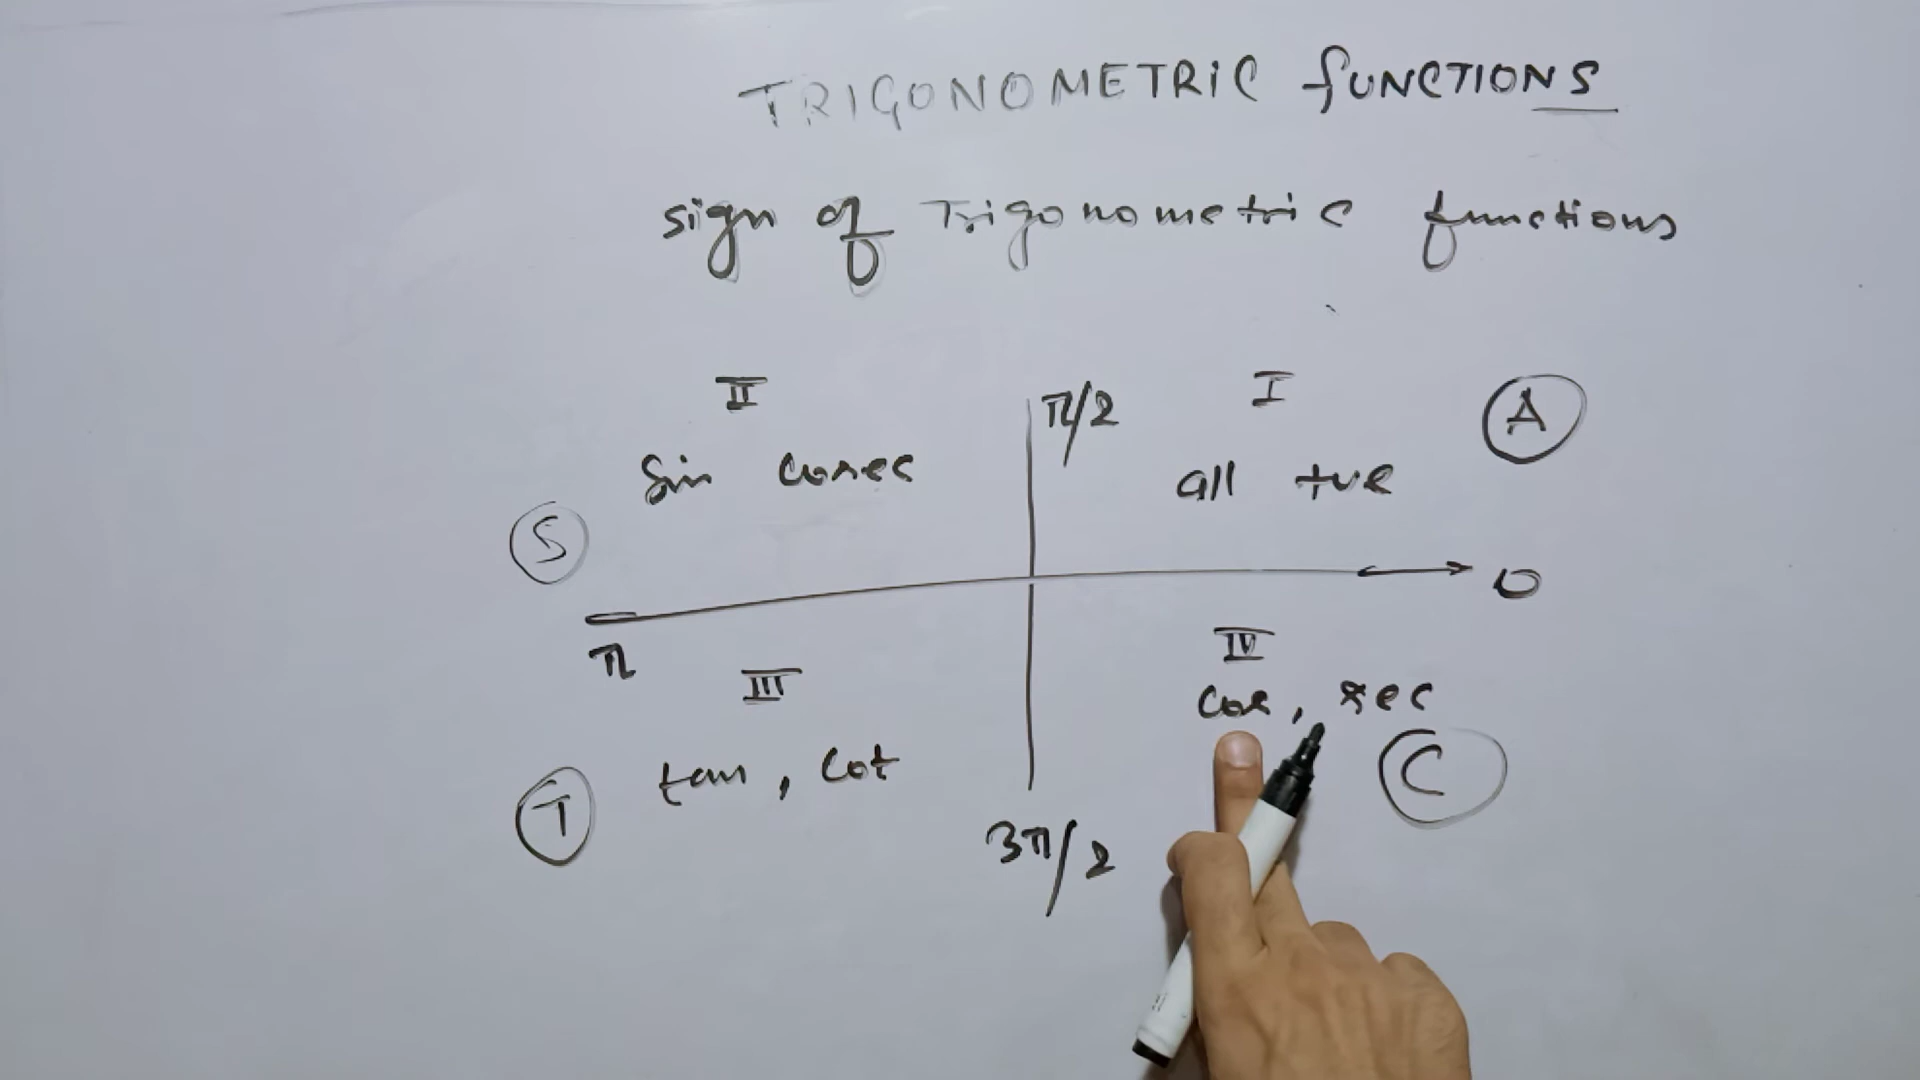 TRIGONOMETRIC fUNCTIONS
sign of Trigonometric functions
II
π/2
I
A
Sin cosec
all +ve
S
0
π
III
IV
cos, sec
tan, cot
C
T
3π/2